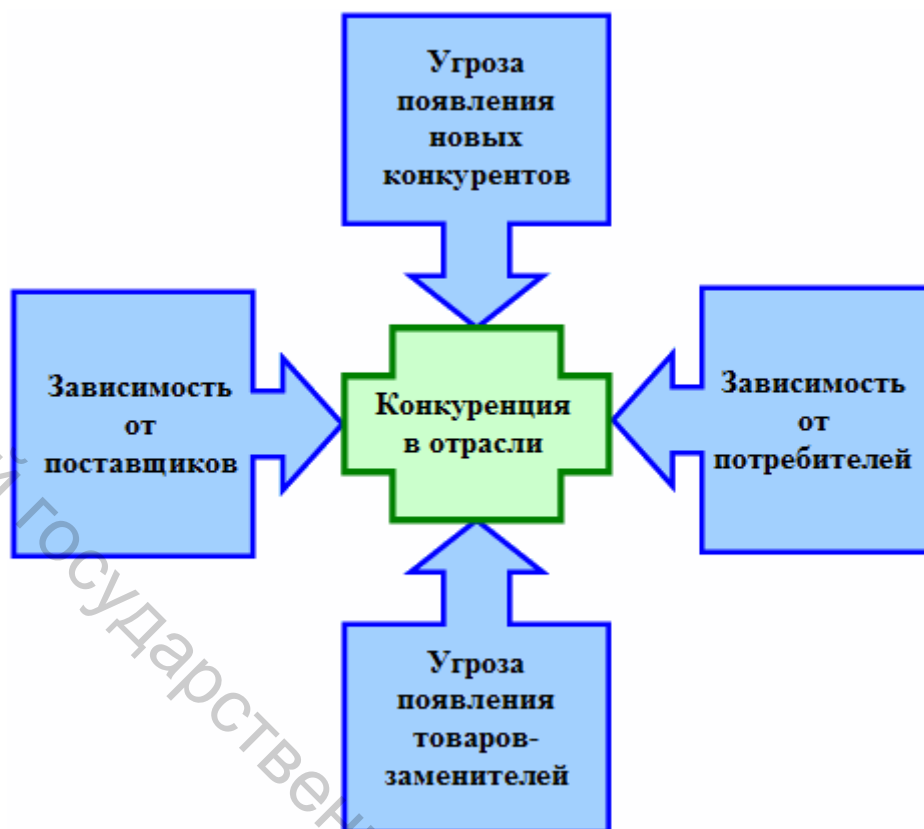 Угроза
появления
новых
конкурентов
Зависимость
от
поставщиков
Конкуренция
в отрасли
Зависимость
от
потребителей
Угроза
появления
товаров-
заменителей